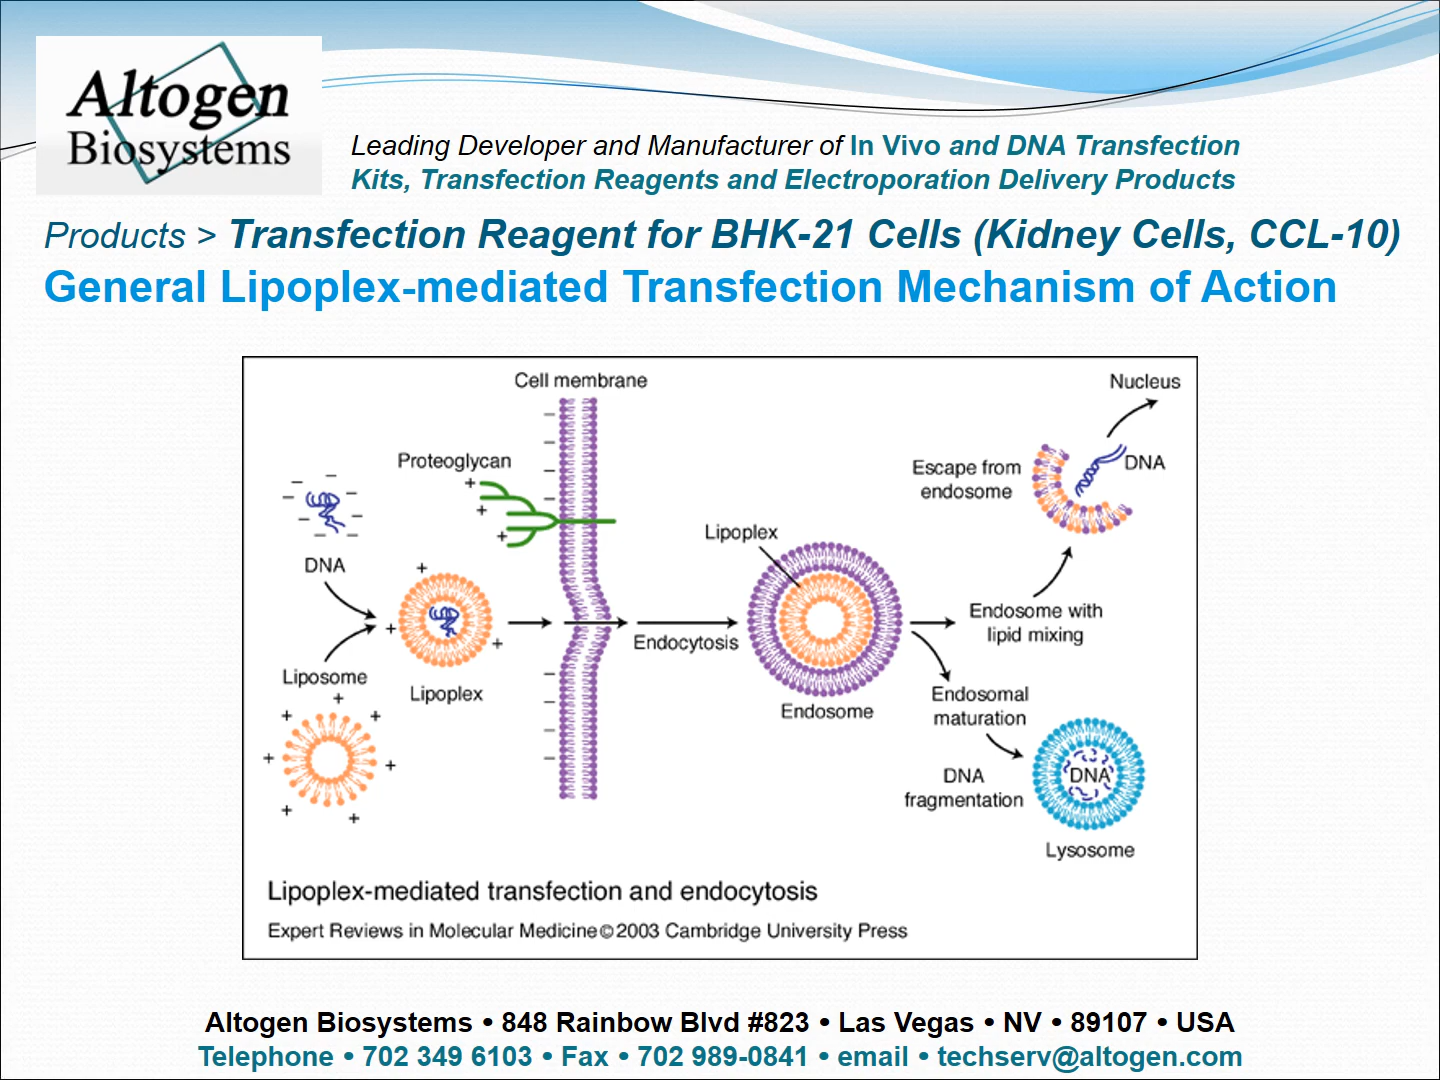 Altogen
Biosystems
Leading Developer and Manufacturer of In Vivo and DNA Transfection
Kits, Transfection Reagents and Electroporation Delivery Products
Products > Transfection Reagent for BHK-21 Cells (Kidney Cells, CCL-10)
General Lipoplex-mediated Transfection Mechanism of Action
Cell membrane
Nucleus
Proteoglycan
Escape from
endosome
DNA
Lipoplex
DNA
Endosome with
lipid mixing
Endocytosis
Liposome
Lipoplex
Endosomal
maturation
Endosome
DNA
fragmentation
DNA
Lysosome
Lipoplex-mediated transfection and endocytosis
Expert Reviews in Molecular Medicine©2003 Cambridge University Press
Altogen Biosystems • 848 Rainbow Blvd #823 • Las Vegas • NV • 89107 • USA
Telephone • 702 349 6103 • Fax • 702 989-0841 • email • techserv@altogen.com